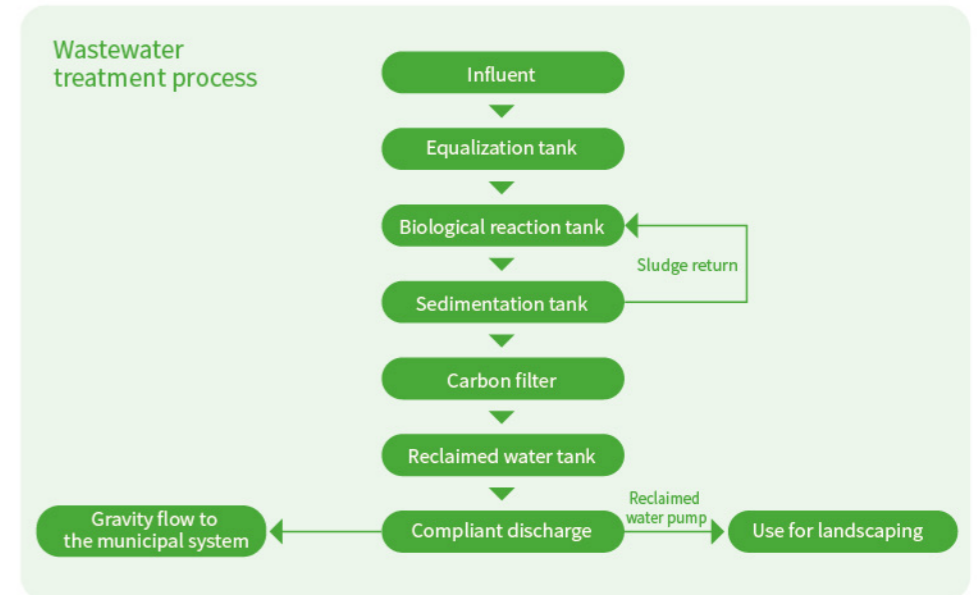 Wastewater
treatment process
Influent
Equalization tank
Biological reaction tank
Sludge return
Sedimentation tank
Carbon filter
Reclaimed water tank
Gravity flow to
the municipal system
Compliant discharge
Reclaimed
water pump
Use for landscaping